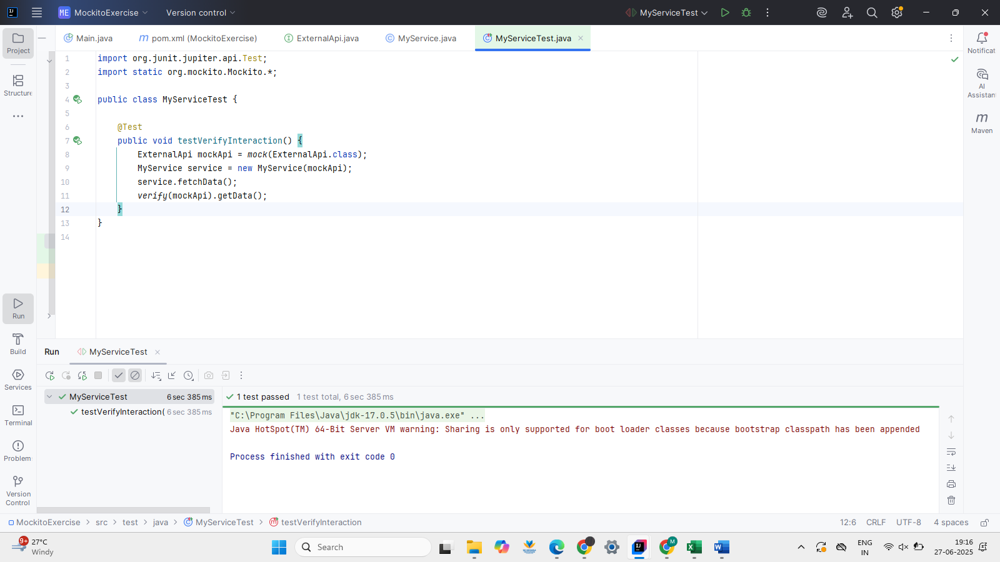 ME MockitoExercise Version control MyServiceTest
Project
Main.java pom.xml (MockitoExercise) ExternalApi.java MyService.java MyServiceTest.java
Notificat
Structure
AI
Assistan
Maven
1 import org.junit.jupiter.api.Test;
2 import static org.mockito.Mockito.*;
3
4 public class MyServiceTest {
5
6 @Test
7 public void testVerifyInteraction() {
8 ExternalApi mockApi = mock(ExternalApi.class);
9 MyService service = new MyService(mockApi);
10 service.fetchData();
11 verify(mockApi).getData();
12 }
13 }
14
Run
Build
Services
Terminal
Problem
Version
Control
Run MyServiceTest
MyServiceTest 6 sec 385 ms
testVerifyInteraction( 6 sec 385 ms
1 test passed 1 test total, 6 sec 385 ms
"C:\Program Files\Java\jdk-17.0.5\bin\java.exe" ...
Java HotSpot(TM) 64-Bit Server VM warning: Sharing is only supported for boot loader classes because bootstrap classpath has been appended
Process finished with exit code 0
MockitoExercise > src > test > java > MyServiceTest > testVerifyInteraction
12:6 CRLF UTF-8 4 spaces
9+ 27°C
Windy
Search
M
ENG
IN
19:16
27-06-2025